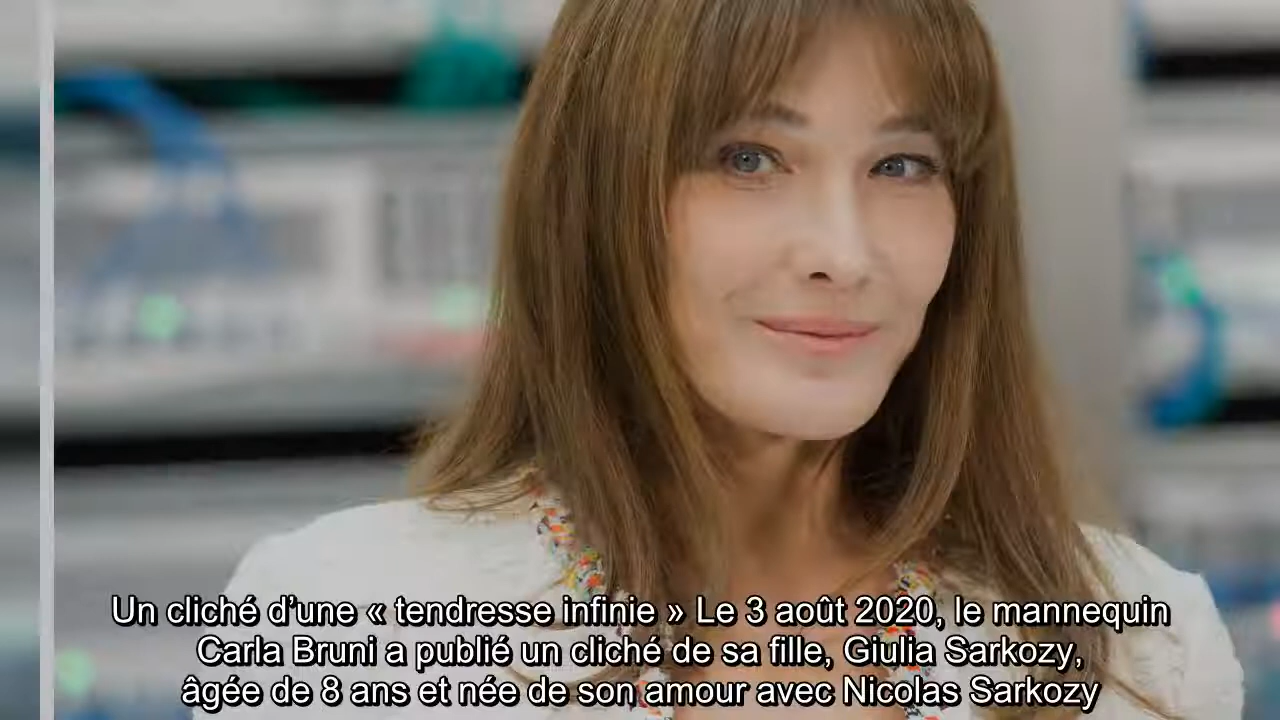 Un cliché d’une « tendresse infinie » Le 3 août 2020, le mannequin
Carla Bruni a publié un cliché de sa fille, Giulia Sarkozy,
âgée de 8 ans et née de son amour avec Nicolas Sarkozy